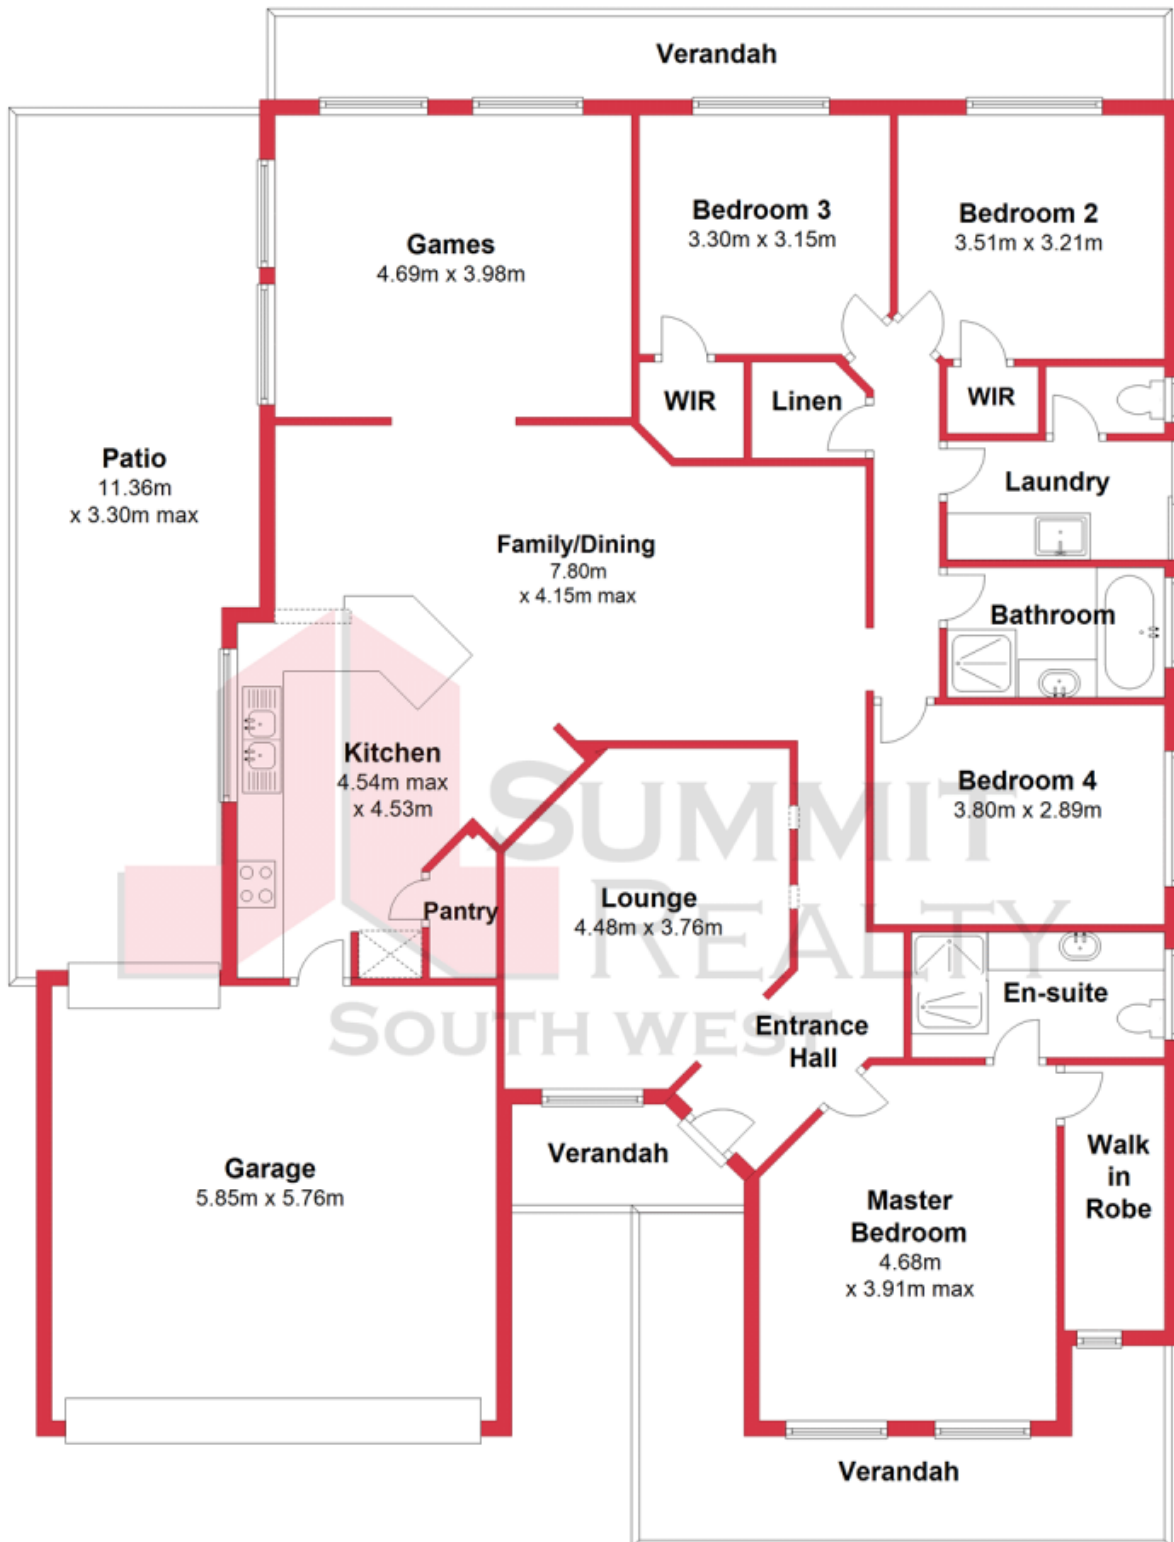 Verandah
Bedroom 3
3.30m x 3.15m
Bedroom 2
3.51m x 3.21m
Games
4.69m x 3.98m
WIR
Linen
WIR
Patio
11.36m
x 3.30m max
Laundry
Family/Dining
7.80m
x 4.15m max
Bathroom
Kitchen
4.54m max
x 4.53m
Bedroom 4
3.80m x 2.89m
Pantry
Lounge
4.48m x 3.76m
SUMMIT
REALTY
SOUTH WEST
En-suite
Entrance
Hall
Verandah
Garage
5.85m x 5.76m
Walk
in
Robe
Master
Bedroom
4.68m
x 3.91m max
Verandah